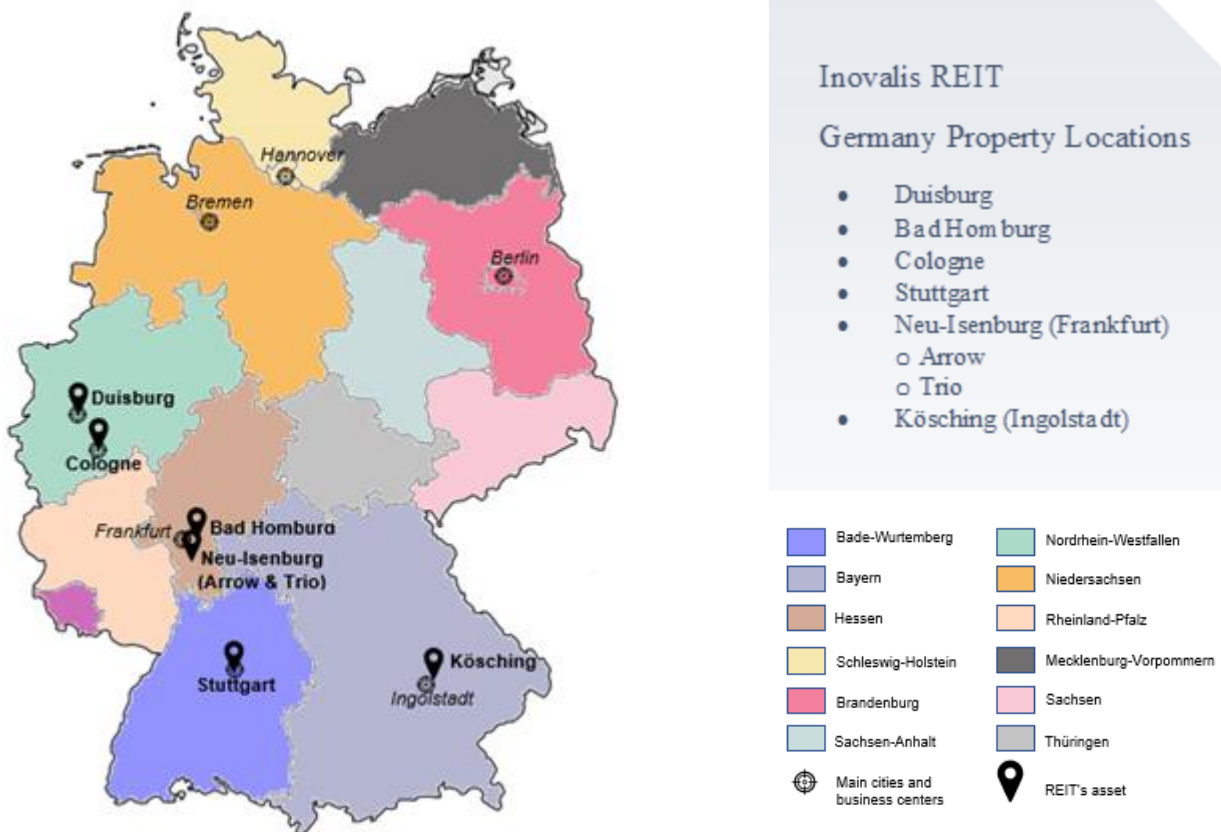 Hannover
Bremen
Berlin
Duisburg
Cologne
Frankfurt
Bad Homburg
Neu-Isenburg
(Arrow & Trio)
Stuttgart
Kösching
Ingolstadt
Inovalis REIT
Germany Property Locations
• Duisburg
• Bad Homburg
• Cologne
• Stuttgart
• Neu-Isenburg (Frankfurt)
o Arrow
o Trio
• Kösching (Ingolstadt)
Bade-Wurtemberg
Nordrhein-Westfallen
Bayern
Niedersachsen
Hessen
Rheinland-Pfalz
Schleswig-Holstein
Mecklenburg-Vorpommern
Brandenburg
Sachsen
Sachsen-Anhalt
Thüringen
Main cities and
business centers
REIT's asset